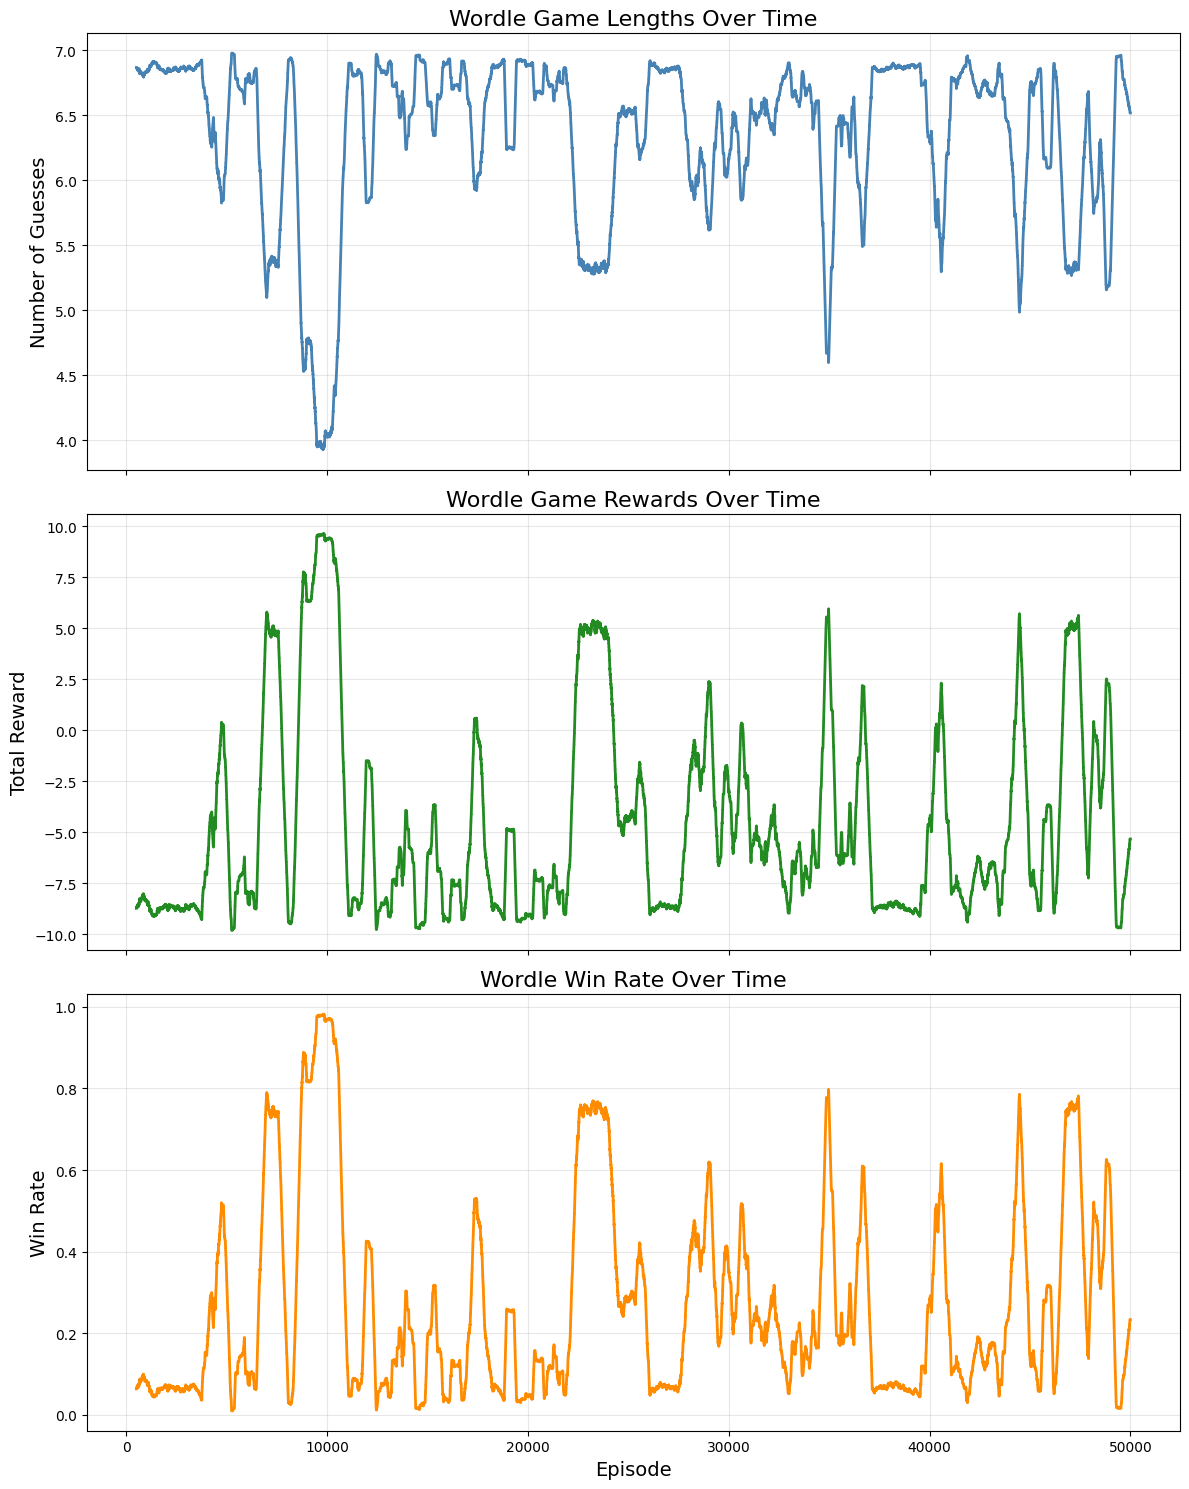 Wordle Game Lengths Over Time
Number of Guesses
7.0
6.5
6.0
5.5
5.0
4.5
4.0
Wordle Game Rewards Over Time
Total Reward
10.0
7.5
5.0
2.5
0.0
−2.5
−5.0
−7.5
−10.0
Wordle Win Rate Over Time
Win Rate
1.0
0.8
0.6
0.4
0.2
0.0
0 10000 20000 30000 40000 50000
Episode